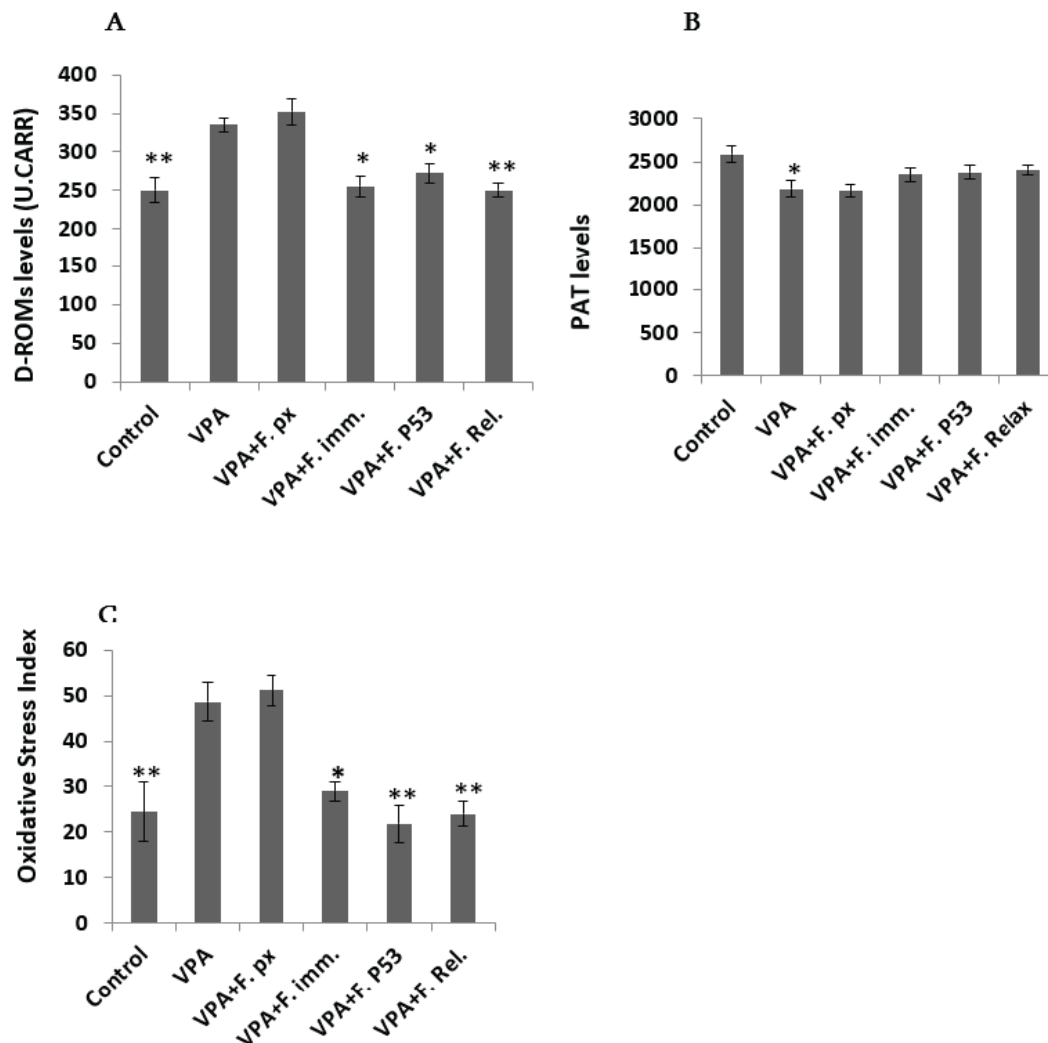 A
D-ROMs levels (U.CARR)
400
350
300
250
200
150
100
50
0
**
*
*
**
Control
VPA
VPA+F. px
VPA+F. imm.
VPA+F. P53
VPA+F. Rel.
B
PAT levels
3000
2500
2000
1500
1000
500
0
*
Control
VPA
VPA+F. px
VPA+F. imm.
VPA+F. P53
VPA+F. Relax
C
Oxidative Stress Index
60
50
40
30
20
10
0
**
*
**
**
Control
VPA
VPA+F. px
VPA+F. imm.
VPA+F. P53
VPA+F. Rel.